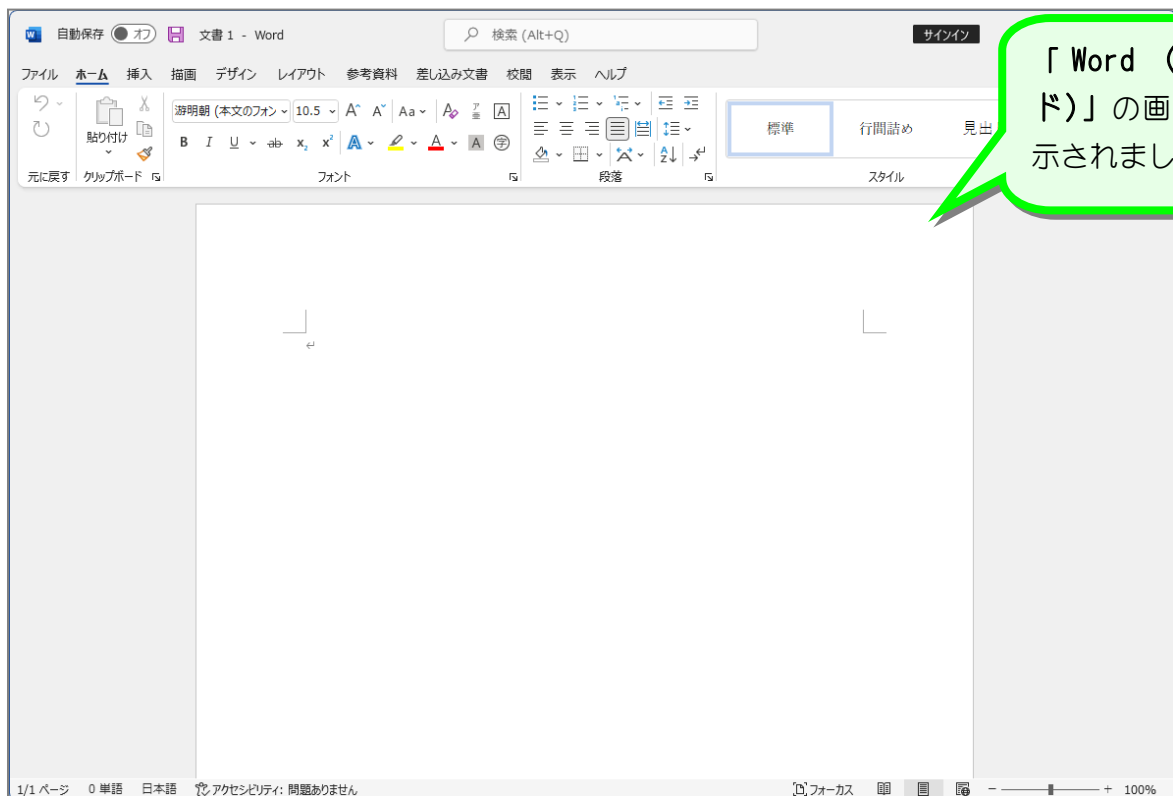 自動保存 オフ 文書 1 - Word 検索 (Alt+Q) サインイン
ファイル ホーム 挿入 描画 デザイン レイアウト 参考資料 差し込み文書 校閲 表示 ヘルプ
「Word (
ド)」の画
示されまし
貼り付け
游明朝 (本文のフォン 10.5 A A Aa A ア亜 A
B I U ab x₂ x² A A A 字
標準 行間詰め 見出
元に戻す クリップボード フォント 段落 スタイル
1/1 ページ 0 単語 日本語 アクセシビリティ: 問題ありません フォーカス - + 100%